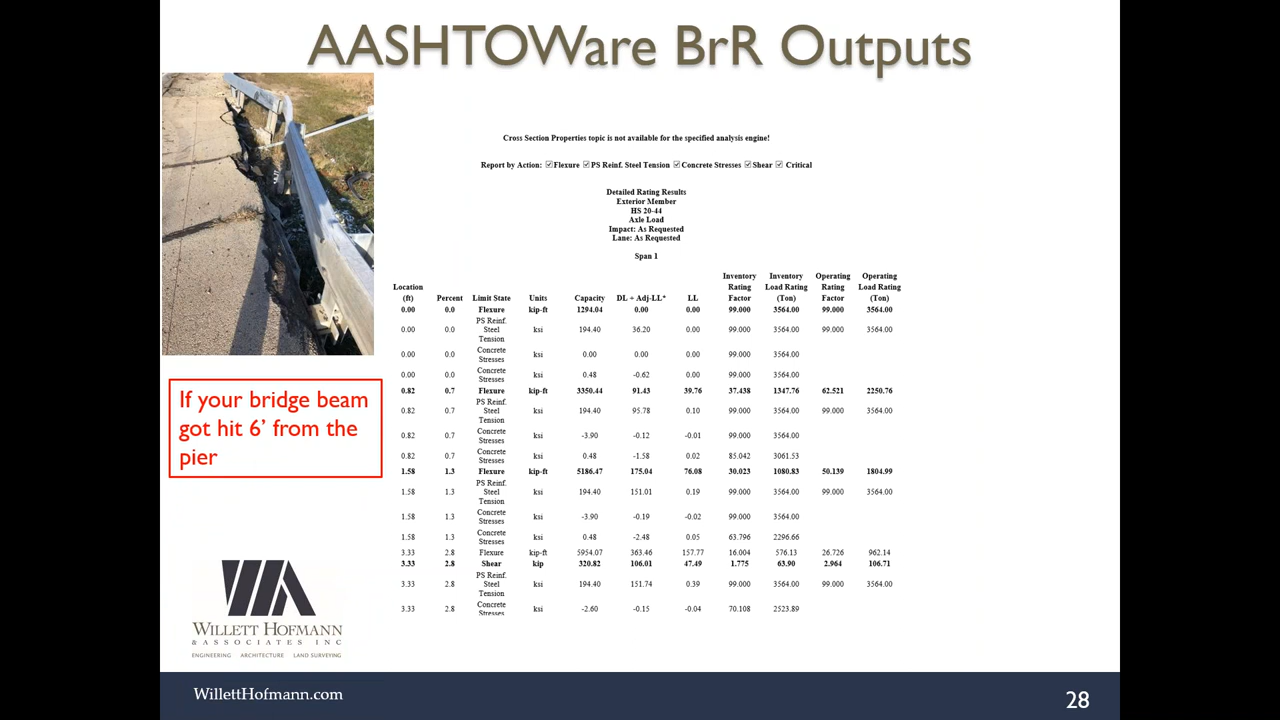 AASHTOWare BrR Outputs
Cross Section Properties topic is not available for the specified analysis engine!
Report by Action: ☑Flexure ☑PS Reinf. Steel Tension ☑Concrete Stresses ☑Shear ☑ Critical
Detailed Rating Results
Exterior Member
HS 20-44
Axle Load
Impact: As Requested
Lane: As Requested
Span 1
Location (ft) Percent Limit State Units Capacity DL + Adj-LL* LL Inventory Rating Factor Inventory Load Rating (Ton) Operating Rating Factor Operating Load Rating (Ton)
0.00 0.0 Flexure kip-ft 1294.04 0.00 0.00 99.000 3564.00 99.000 3564.00
0.00 0.0 PS Reinf. Steel Tension ksi 194.40 36.20 0.00 99.000 3564.00 99.000 3564.00
0.00 0.0 Concrete Stresses ksi 0.00 0.00 0.00 99.000 3564.00
0.00 0.0 Concrete Stresses ksi 0.48 -0.62 0.00 99.000 3564.00
0.82 0.7 Flexure kip-ft 3350.44 91.43 39.76 37.438 1347.76 62.521 2250.76
0.82 0.7 PS Reinf. Steel Tension ksi 194.40 95.78 0.10 99.000 3564.00 99.000 3564.00
0.82 0.7 Concrete Stresses ksi -3.90 -0.12 -0.01 99.000 3564.00
0.82 0.7 Concrete Stresses ksi 0.48 -1.58 0.02 85.042 3061.53
1.58 1.3 Flexure kip-ft 5186.47 175.04 76.08 30.023 1080.83 50.139 1804.99
1.58 1.3 PS Reinf. Steel Tension ksi 194.40 151.01 0.19 99.000 3564.00 99.000 3564.00
1.58 1.3 Concrete Stresses ksi -3.90 -0.19 -0.02 99.000 3564.00
1.58 1.3 Concrete Stresses ksi 0.48 -2.48 0.05 63.796 2296.66
3.33 2.8 Flexure kip-ft 5954.07 363.46 157.77 16.004 576.13 26.726 962.14
3.33 2.8 Shear kip 320.82 106.01 47.49 1.775 63.90 2.964 106.71
3.33 2.8 PS Reinf. Steel Tension ksi 194.40 151.74 0.39 99.000 3564.00 99.000 3564.00
3.33 2.8 Concrete Stresses ksi -2.60 -0.15 -0.04 70.108 2523.89
If your bridge beam
got hit 6’ from the
pier
WILLETT HOFMANN
& ASSOCIATES INC
ENGINEERING ARCHITECTURE LAND SURVEYING
WillettHofmann.com
28